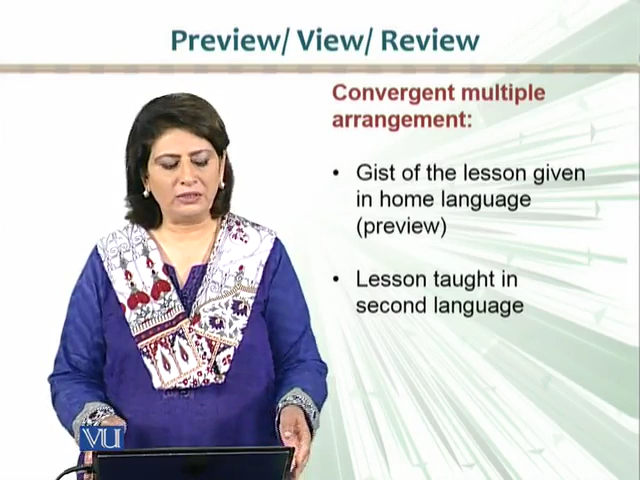 Preview/ View/ Review
Convergent multiple
arrangement:
• Gist of the lesson given
in home language
(preview)
• Lesson taught in
second language
VU